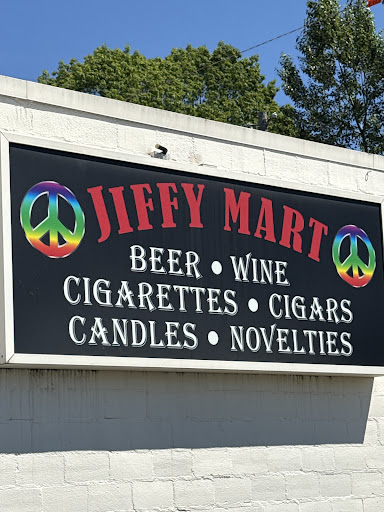 JIFFY MART
BEER • WINE
CIGARETTES • CIGARS
CANDLES • NOVELTIES